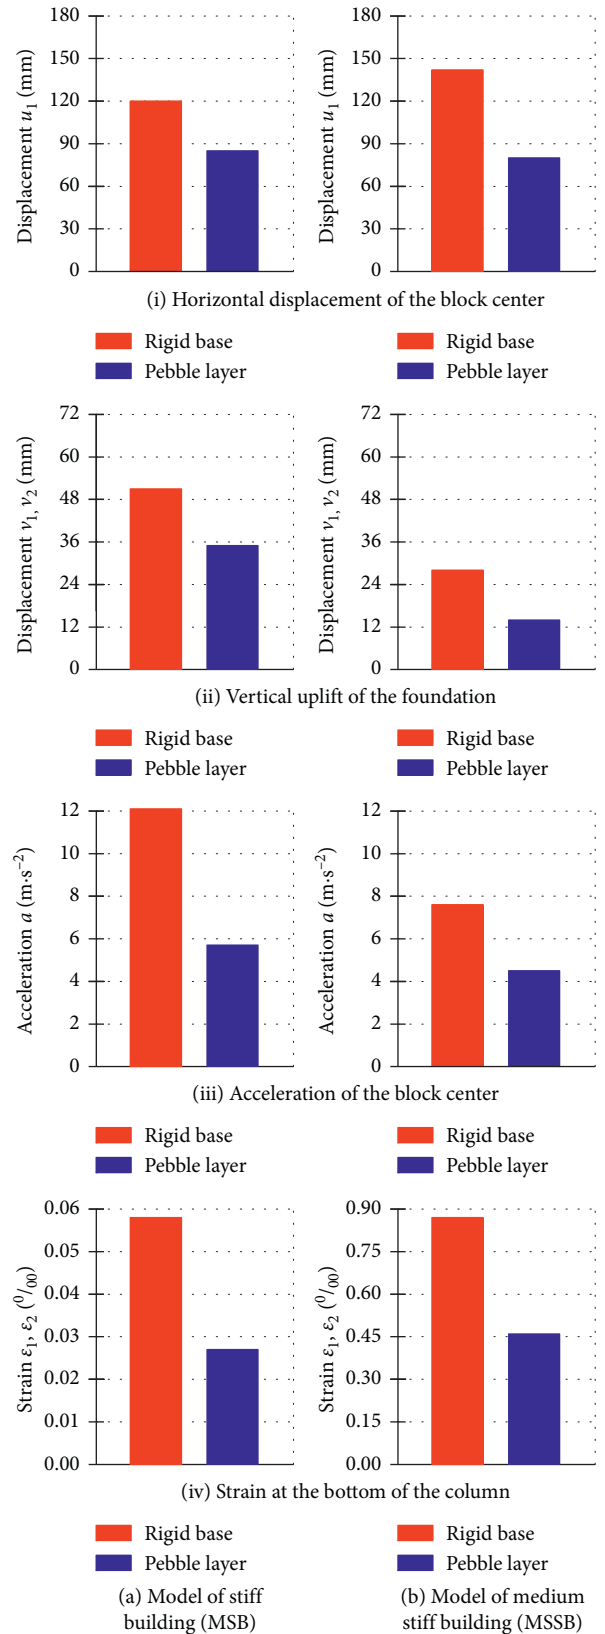 180
150
120
90
60
30
0
Displacement u₁ (mm)
180
150
120
90
60
30
0
Displacement u₁ (mm)
(i) Horizontal displacement of the block center
Rigid base
Pebble layer
Rigid base
Pebble layer
72
60
48
36
24
12
0
Displacement v₁, v₂ (mm)
72
60
48
36
24
12
0
Displacement v₁, v₂ (mm)
(ii) Vertical uplift of the foundation
Rigid base
Pebble layer
Rigid base
Pebble layer
12
10
8
6
4
2
0
Acceleration a (m·s⁻²)
12
10
8
6
4
2
0
Acceleration a (m·s⁻²)
(iii) Acceleration of the block center
Rigid base
Pebble layer
Rigid base
Pebble layer
0.06
0.05
0.04
0.03
0.02
0.01
0.00
Strain ε₁, ε₂ (⁰/₀₀)
0.90
0.75
0.60
0.45
0.30
0.15
0.00
Strain ε₁, ε₂ (⁰/₀₀)
(iv) Strain at the bottom of the column
Rigid base
Pebble layer
Rigid base
Pebble layer
(a) Model of stiff
building (MSB)
(b) Model of medium
stiff building (MSSB)